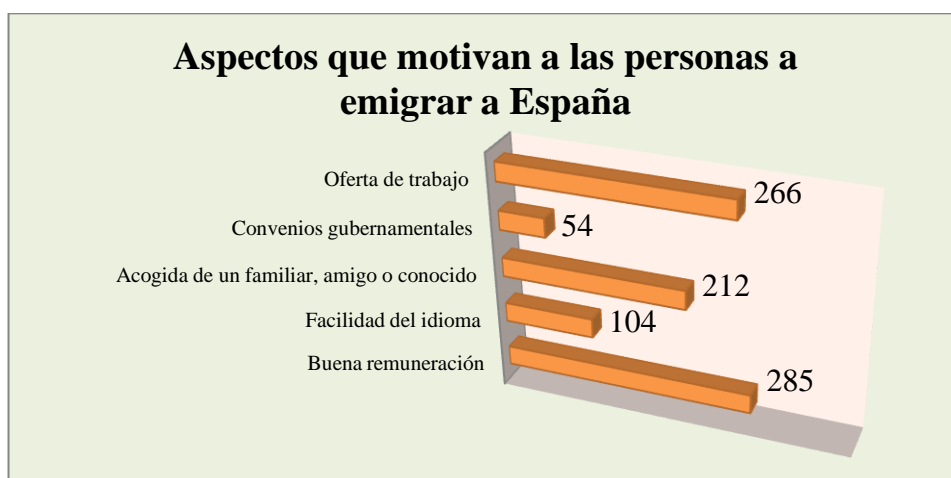 Aspectos que motivan a las personas a
emigrar a España
Oferta de trabajo
266
Convenios gubernamentales
54
Acogida de un familiar, amigo o conocido
212
Facilidad del idioma
104
Buena remuneración
285